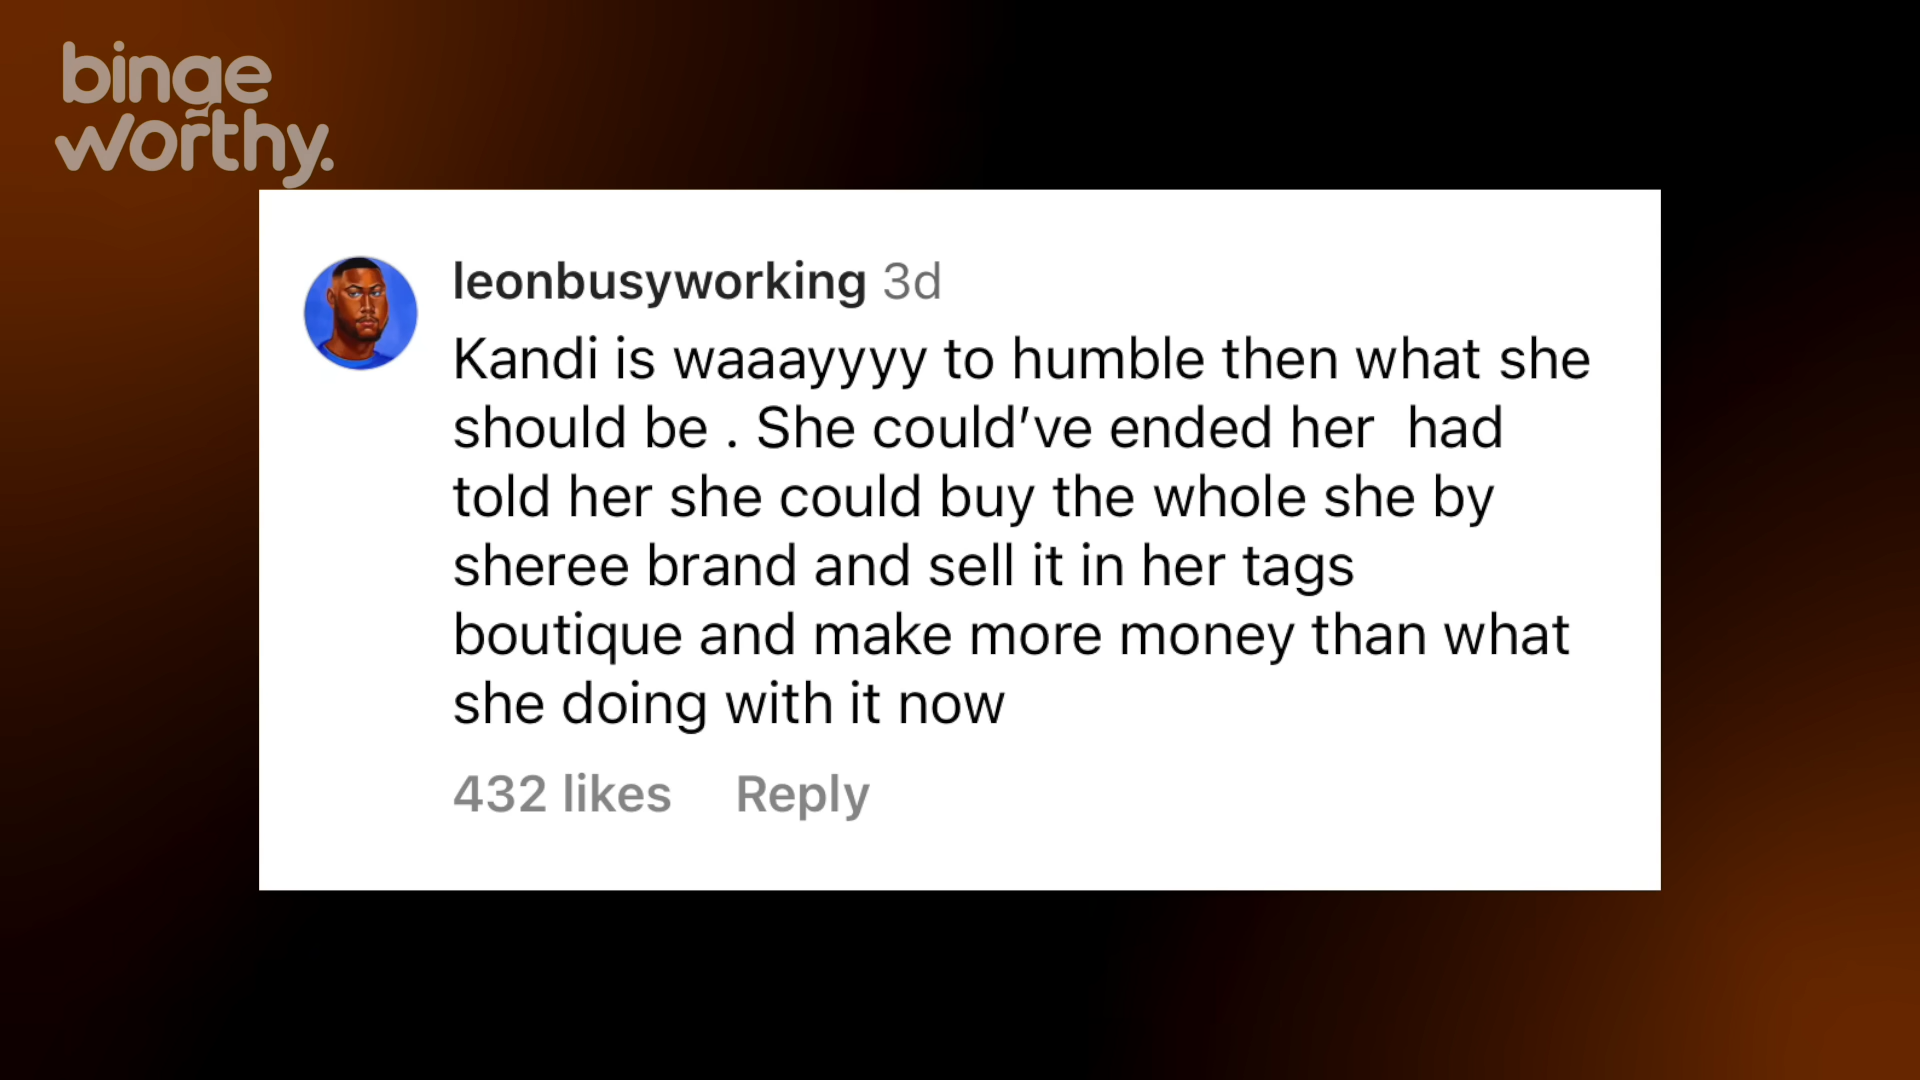 binge
worthy.
leonbusyworking 3d
Kandi is waaayyyy to humble then what she
should be . She could’ve ended her  had
told her she could buy the whole she by
sheree brand and sell it in her tags
boutique and make more money than what
she doing with it now
432 likes Reply